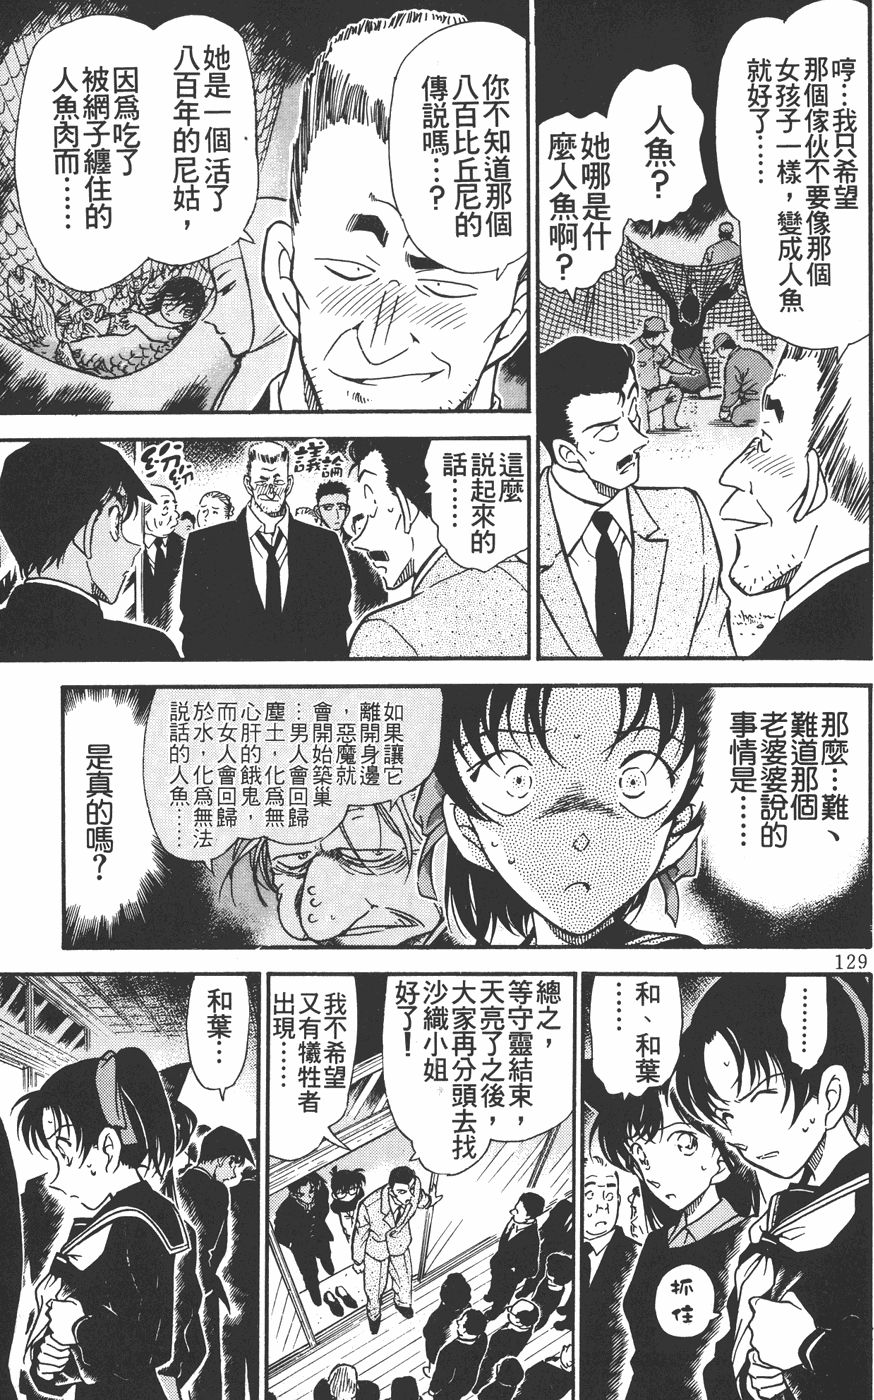 哼…我只希望
那個傢伙不要像那個
女孩子一樣，變成人魚
就好了……
人魚？
她哪是什
麼人魚啊？
你不知道那個
八百比丘尼的
傳說嗎…？
她是一個活了
八百年的尼姑，
因為吃了
被網子纏住的
人魚肉而……
這麼
說起來的
話……
議論
紛紛
那麼…難、
難道那個
老婆婆說的
事情是……
如果讓它
離開身邊
，惡魔就
會開始築巢
…男人會回歸
塵土，化為無
心肝的餓鬼，
而女人會回歸
於水，化為無法
說話的人魚……
是真的嗎？
129
……
和、和葉
……
抓住
總之，
等守靈結束，
天亮了之後，
大家再分頭去找
沙織小姐
好了！
我不希望
又有犧牲者
出現……
和葉…